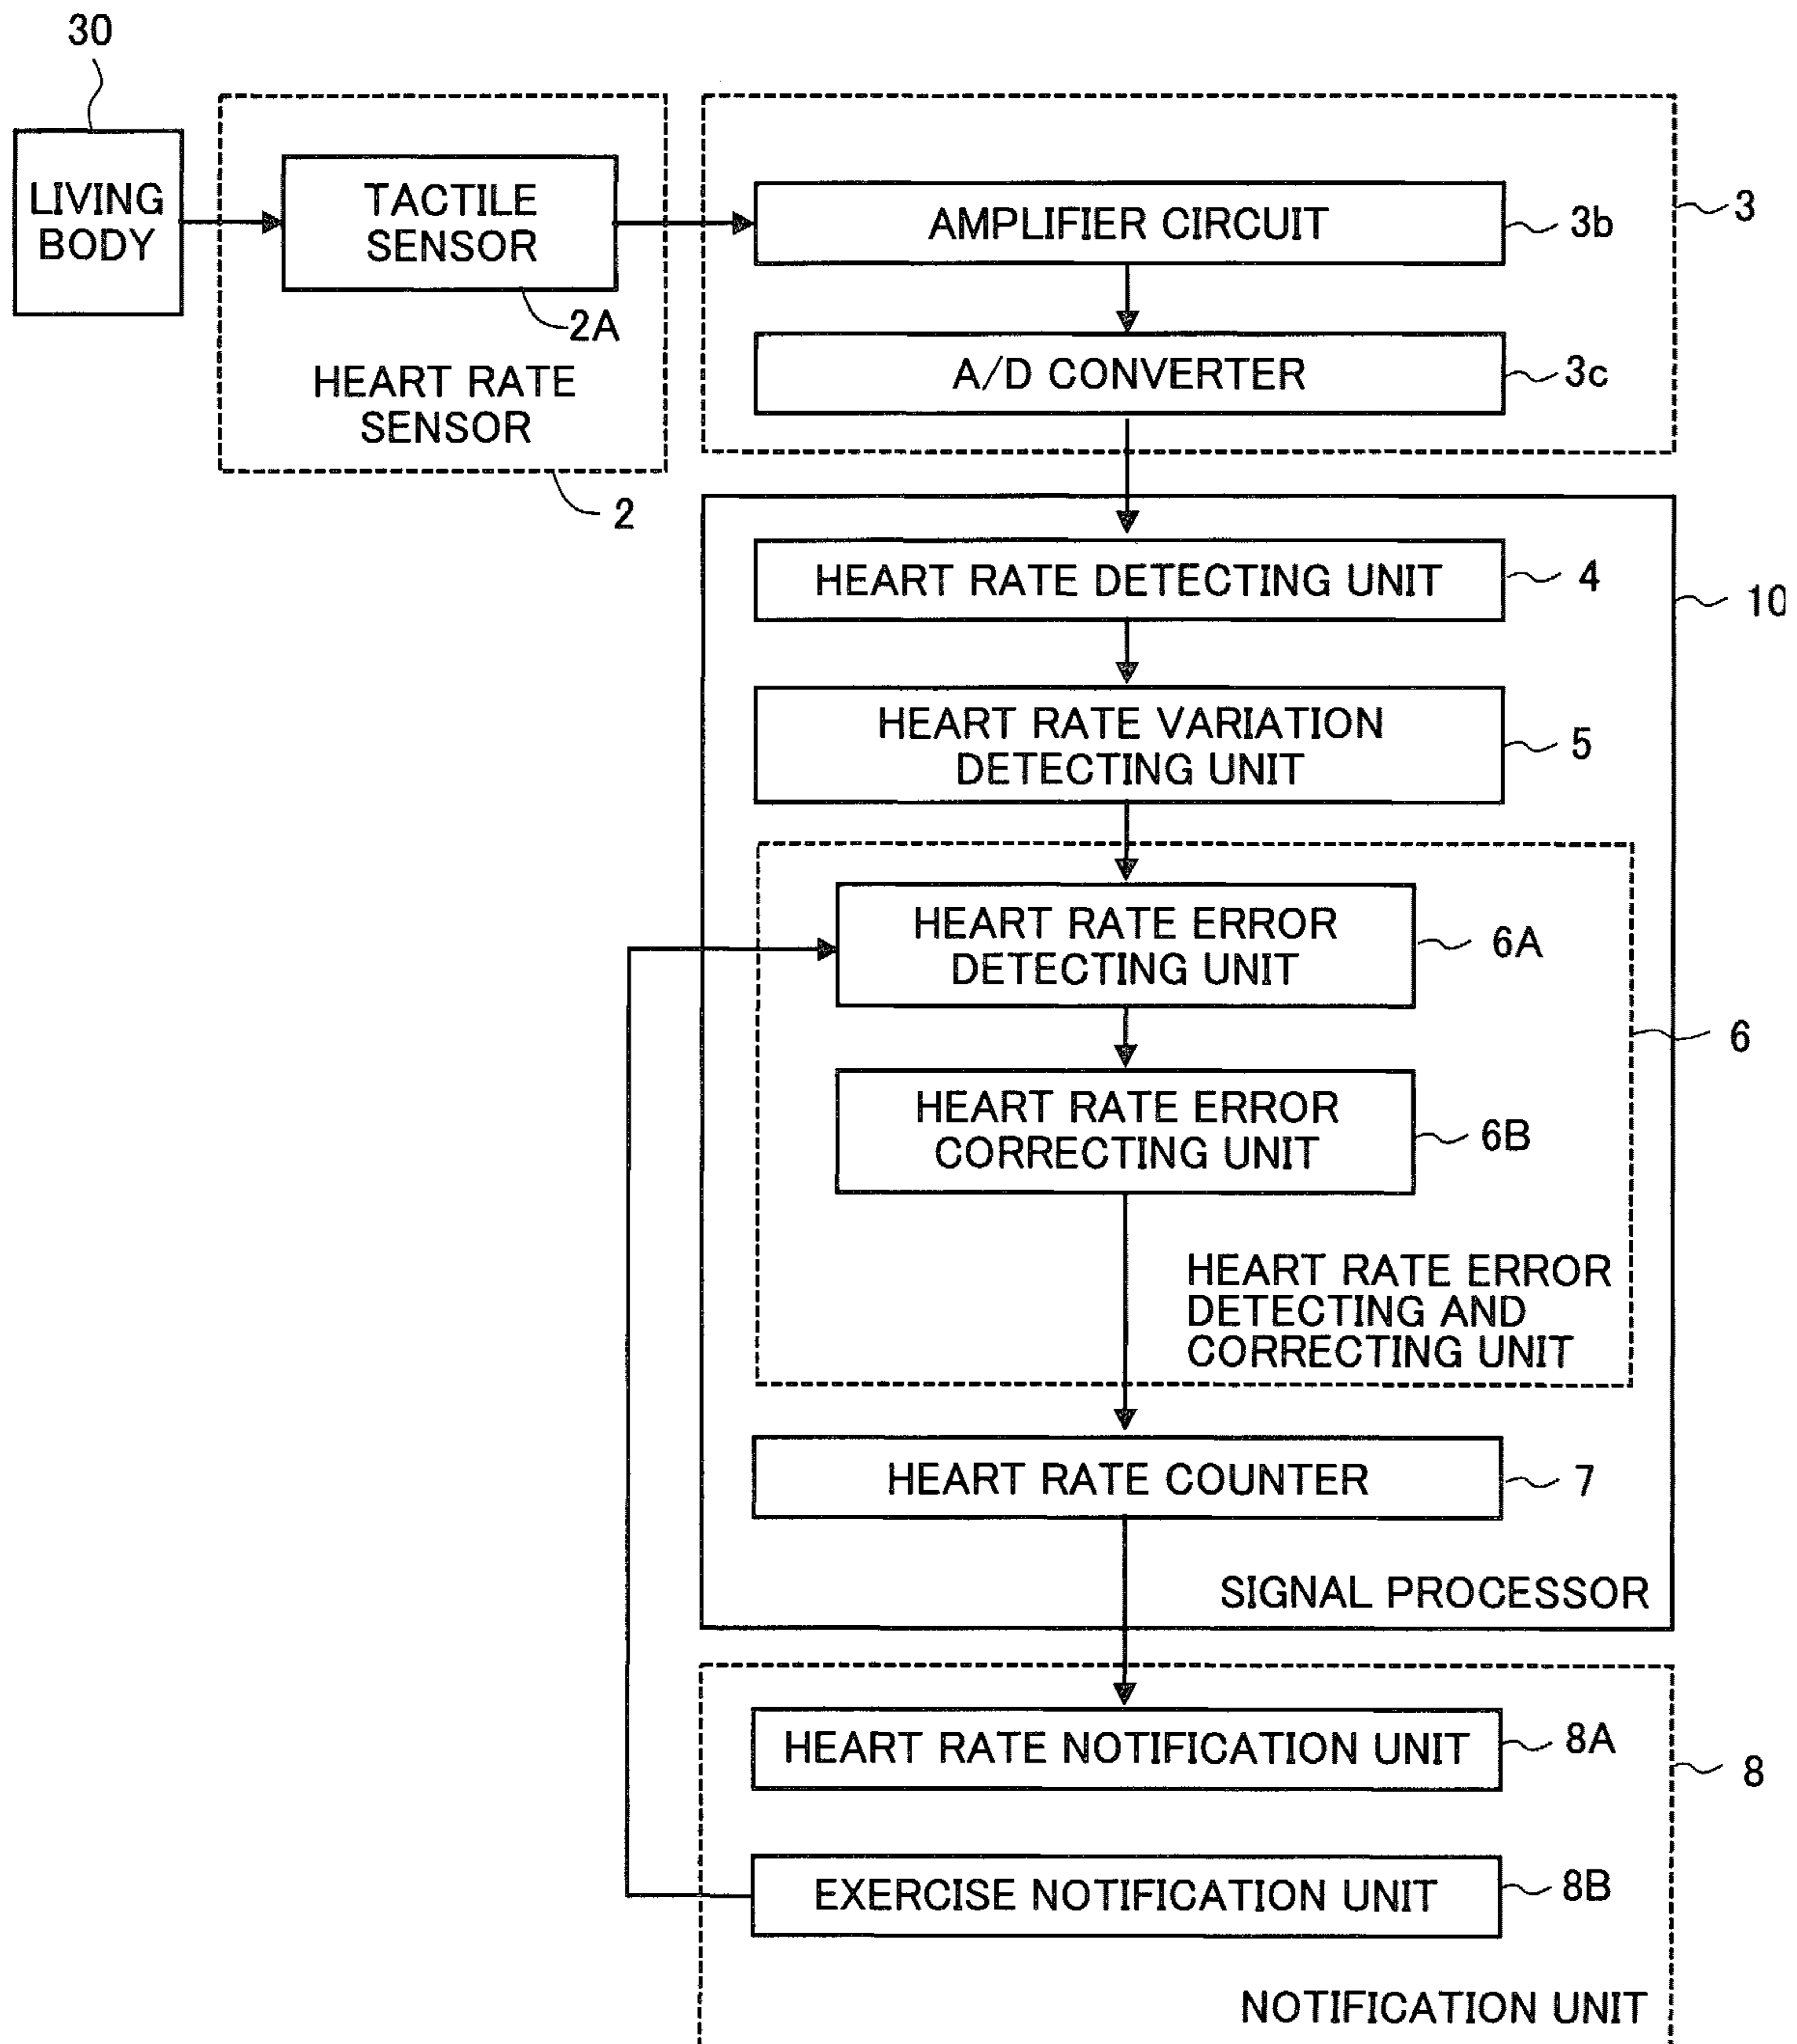 30
LIVING
BODY
TACTILE
SENSOR
2A
HEART RATE
SENSOR
2
AMPLIFIER CIRCUIT
3b
3
A/D CONVERTER
3c
HEART RATE DETECTING UNIT
4
10
HEART RATE VARIATION
DETECTING UNIT
5
HEART RATE ERROR
DETECTING UNIT
6A
6
HEART RATE ERROR
CORRECTING UNIT
6B
HEART RATE ERROR
DETECTING AND
CORRECTING UNIT
HEART RATE COUNTER
7
SIGNAL PROCESSOR
HEART RATE NOTIFICATION UNIT
8A
8
EXERCISE NOTIFICATION UNIT
8B
NOTIFICATION UNIT